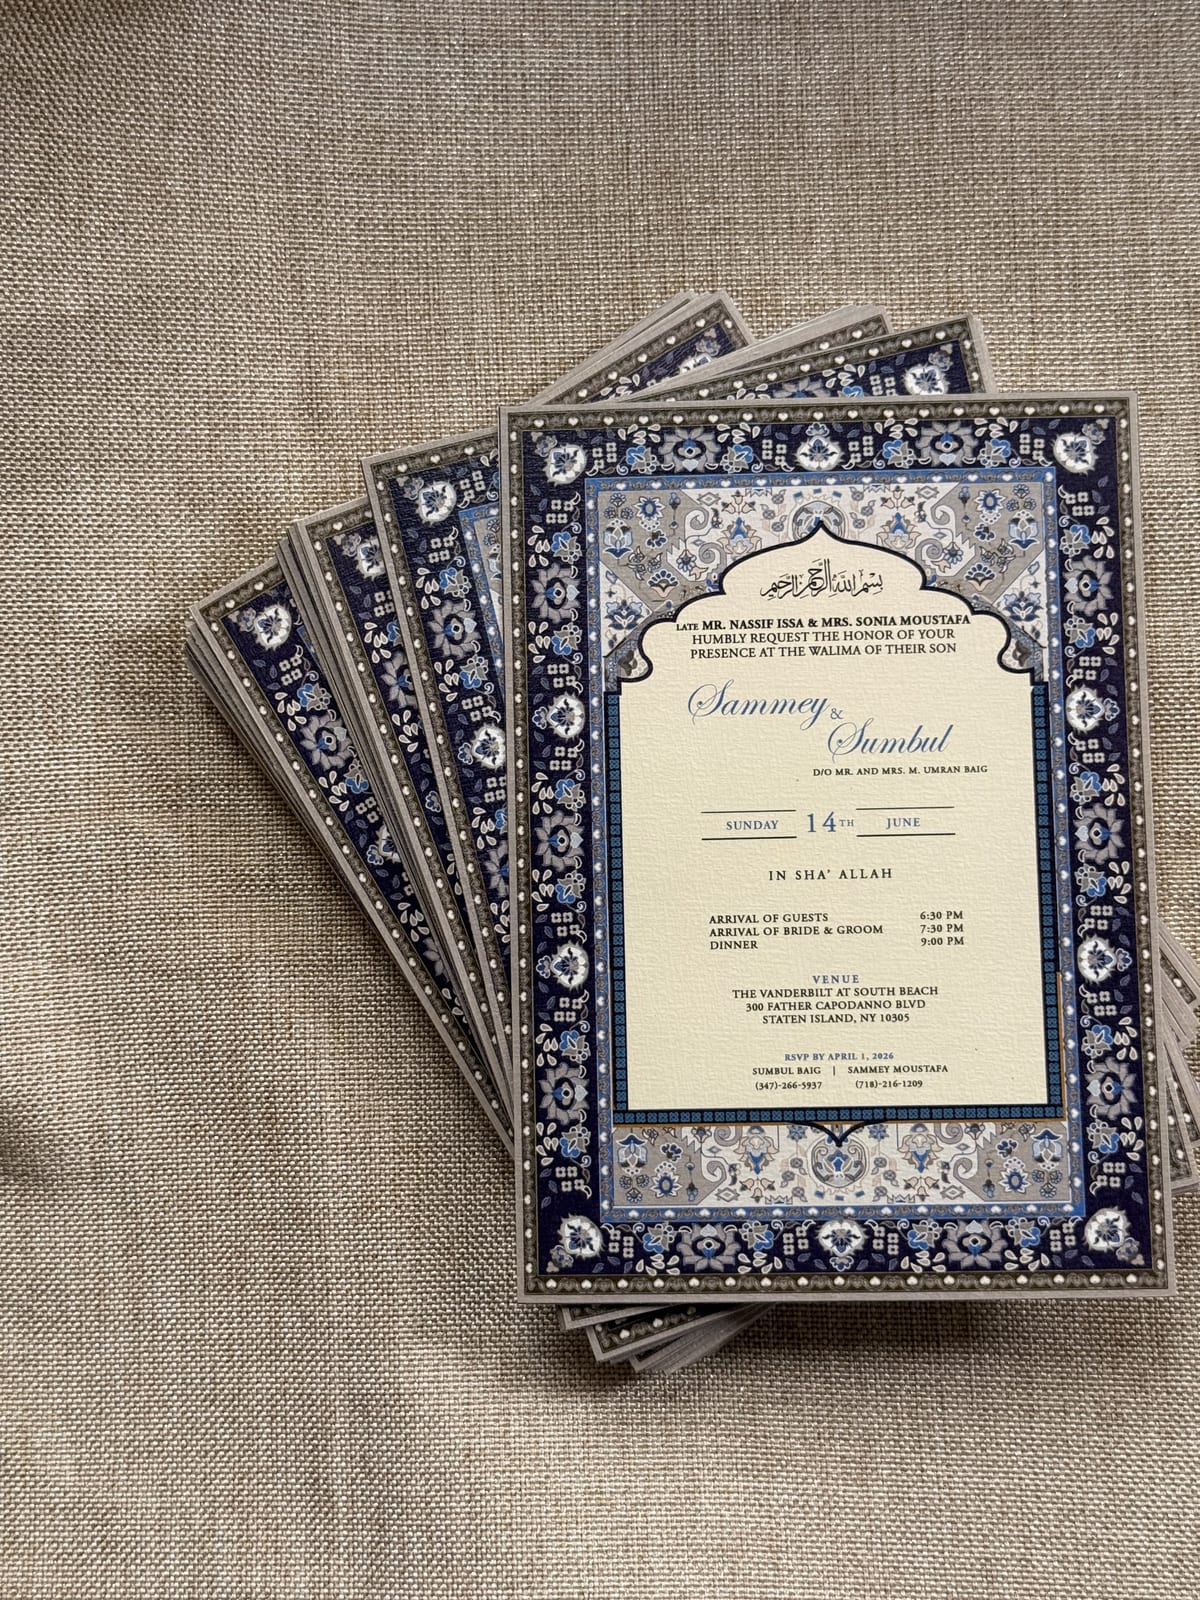 بسم الله الرحمن الرحيم
LATE MR. NASSIF ISSA & MRS. SONIA MOUSTAFA
HUMBLY REQUEST THE HONOR OF YOUR
PRESENCE AT THE WALIMA OF THEIR SON
Sammey
&
Sumbul
D/O MR. AND MRS. M. UMRAN BAIG
SUNDAY 14TH JUNE
IN SHA' ALLAH
ARRIVAL OF GUESTS 6:30 PM
ARRIVAL OF BRIDE & GROOM 7:30 PM
DINNER 9:00 PM
VENUE
THE VANDERBILT AT SOUTH BEACH
300 FATHER CAPODANNO BLVD
STATEN ISLAND, NY 10305
RSVP BY APRIL 1, 2026
SUMBUL BAIG | SAMMEY MOUSTAFA
(347)-266-5937 (718)-216-1209